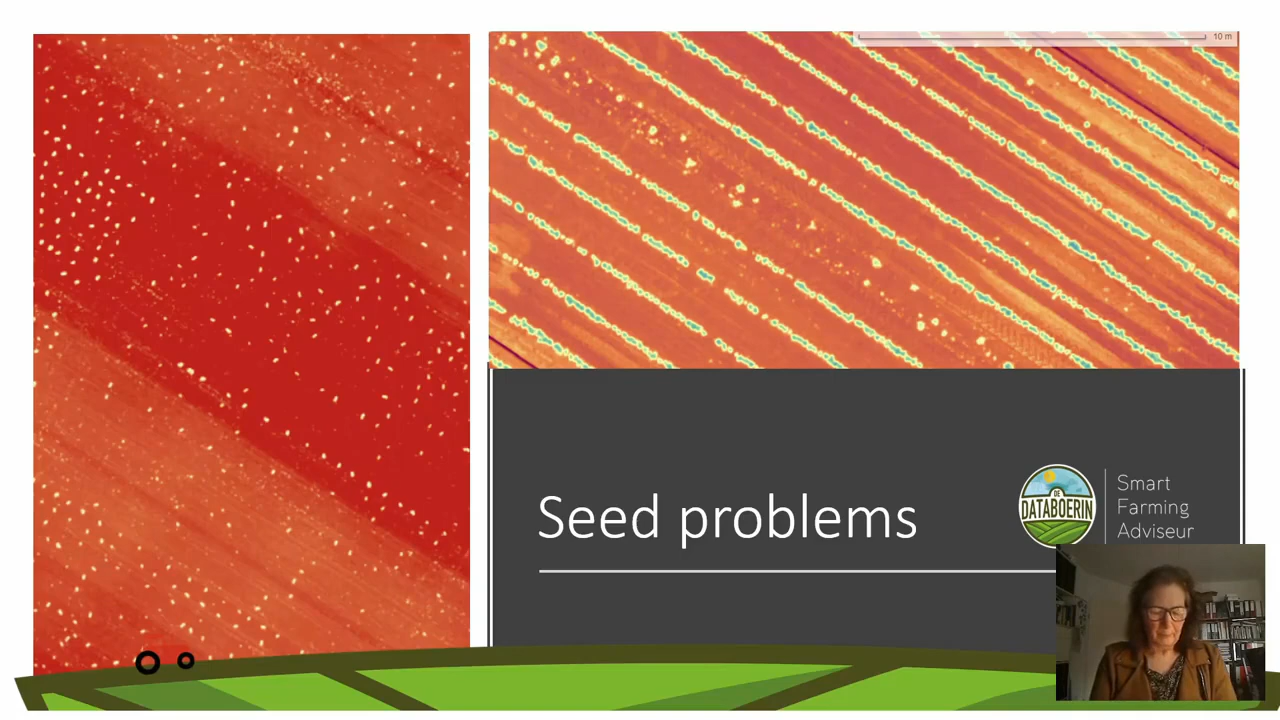 10 m
Seed problems
DE
DATABOERIN
Smart
Farming
Adviseur